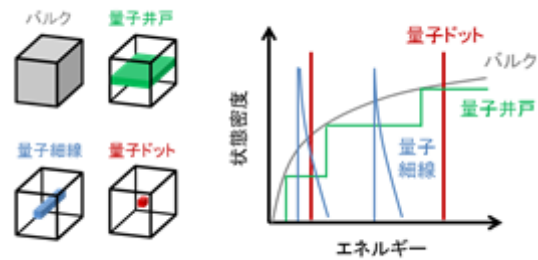 バルク
量子井戸
量子細線
量子ドット
状態密度
量子ドット
バルク
量子井戸
量子
細線
エネルギー